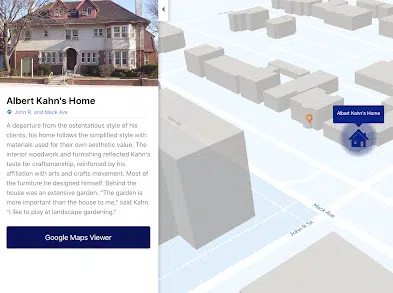 Albert Kahn's Home
John R. and Mack Ave
A departure from the ostentatious style of his
clients, his home follows the simplified style with
materials used for their own aesthetic value. The
interior woodwork and furnishing reflected Kahn's
taste for craftsmanship, reinforced by his
affiliation with arts and crafts movement. Most
of the furniture he designed himself. Behind the
house was an extensive garden. "The garden is
more important than the house to me," said Kahn.
"I like to play at landscape gardening."
Google Maps Viewer
Albert Kahn's Home
Mack Ave
John R St